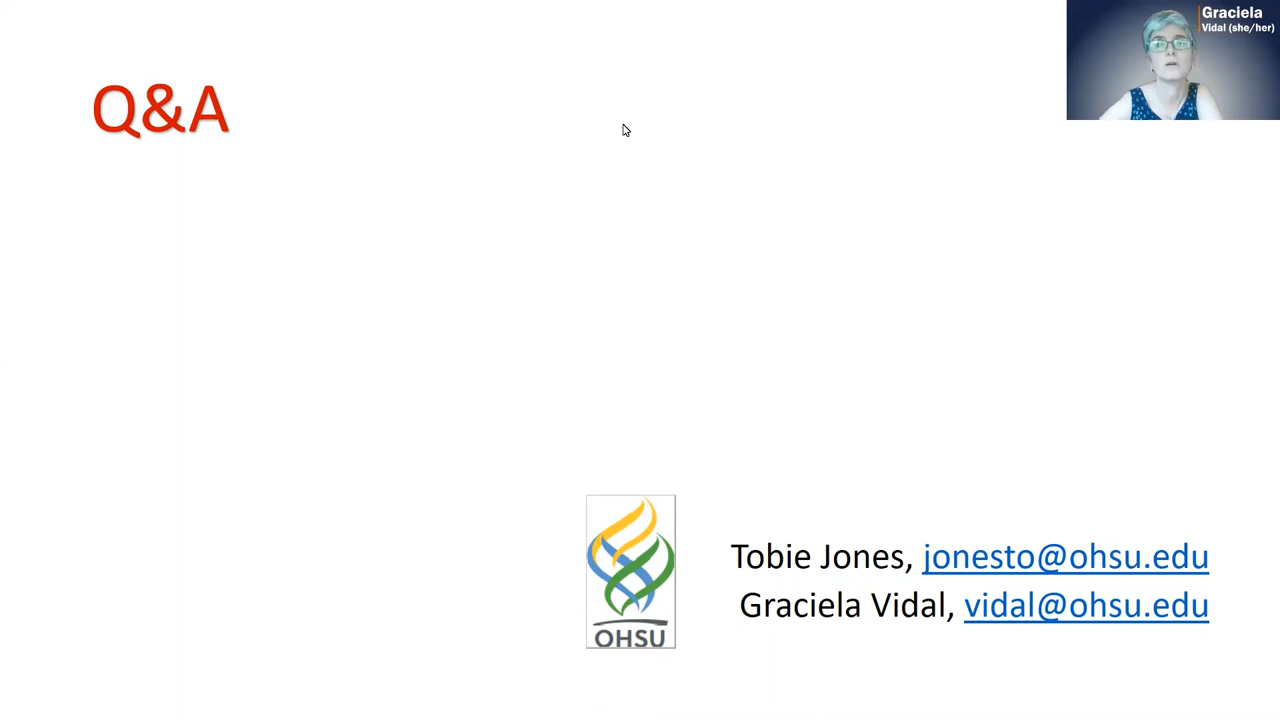 Graciela
Vidal (she/her)
Q&A
OHSU
Tobie Jones, jonesto@ohsu.edu
Graciela Vidal, vidal@ohsu.edu